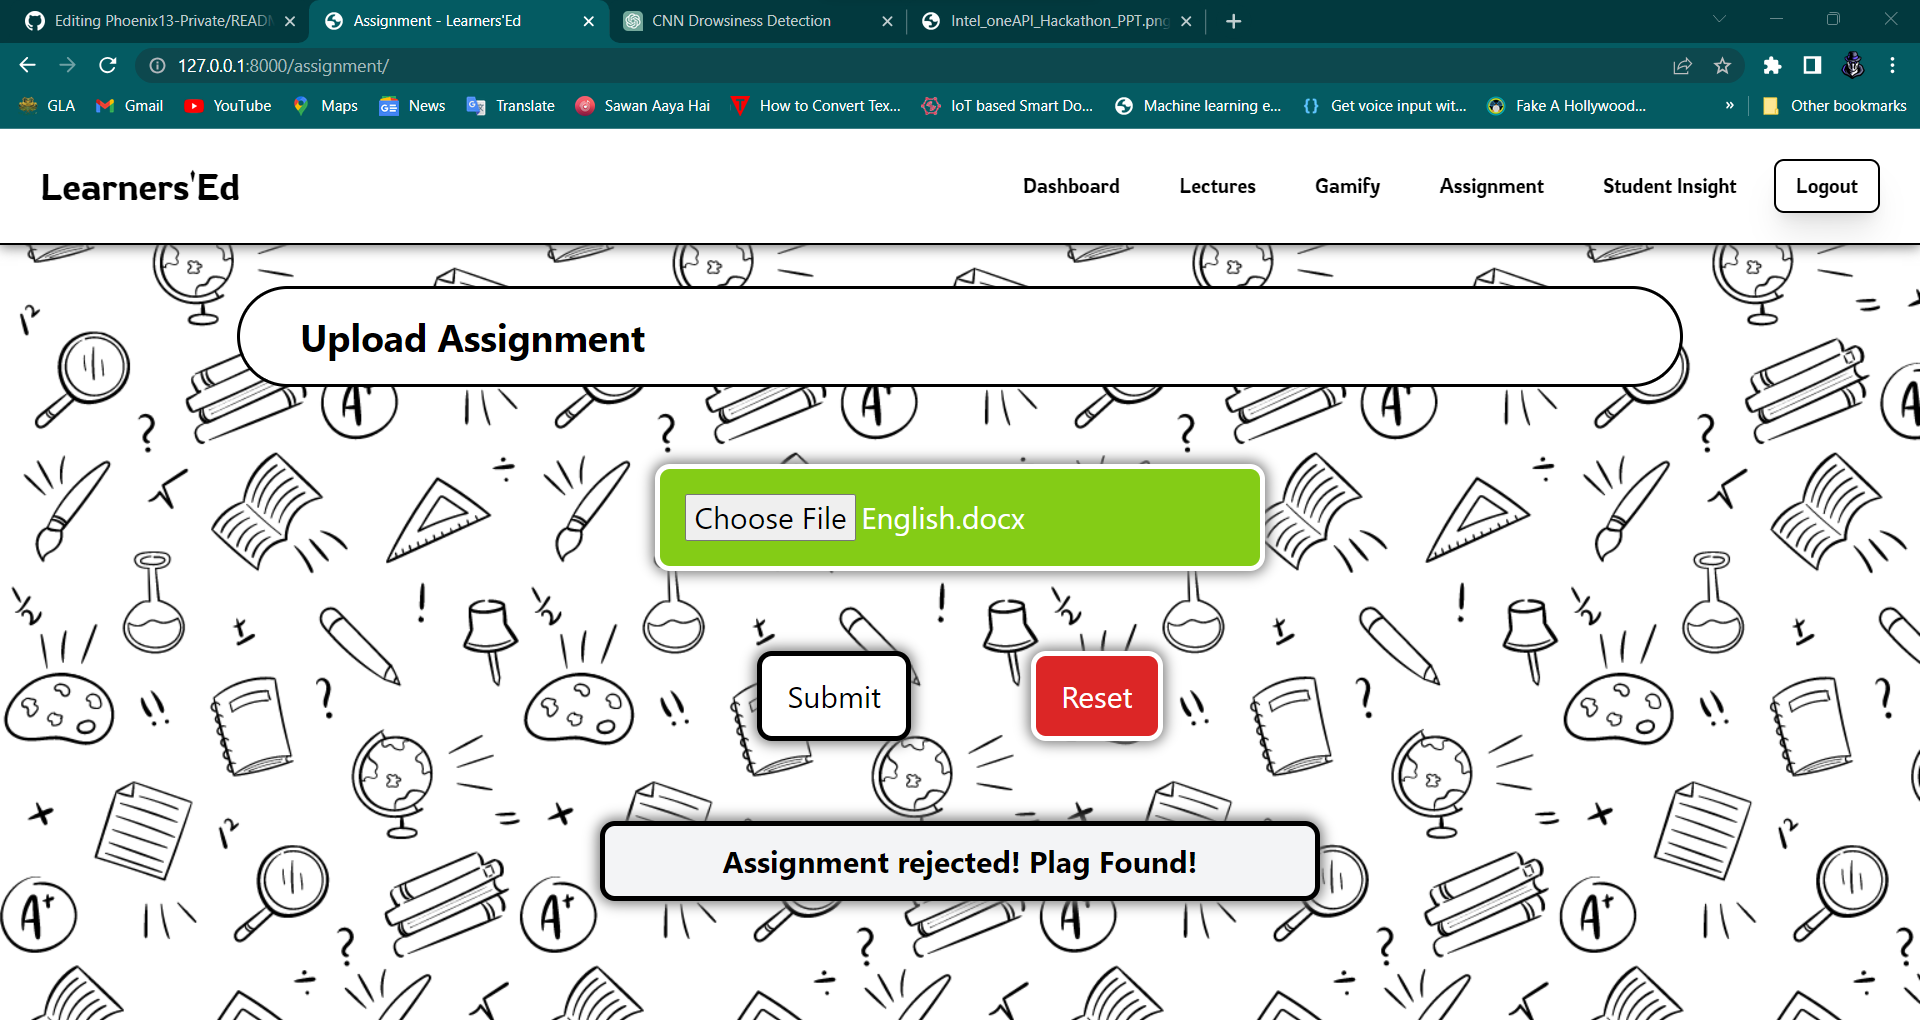 Editing Phoenix13-Private/READM
Assignment - Learners'Ed
CNN Drowsiness Detection
Intel_oneAPI_Hackathon_PPT.png
127.0.0.1:8000/assignment/
GLA
Gmail
YouTube
Maps
News
Translate
Sawan Aaya Hai
How to Convert Tex...
IoT based Smart Do...
Machine learning e...
Get voice input wit...
Fake A Hollywood...
»
Other bookmarks
Learners'Ed
Dashboard
Lectures
Gamify
Assignment
Student Insight
Logout
Upload Assignment
Choose File English.docx
Submit
Reset
Assignment rejected! Plag Found!